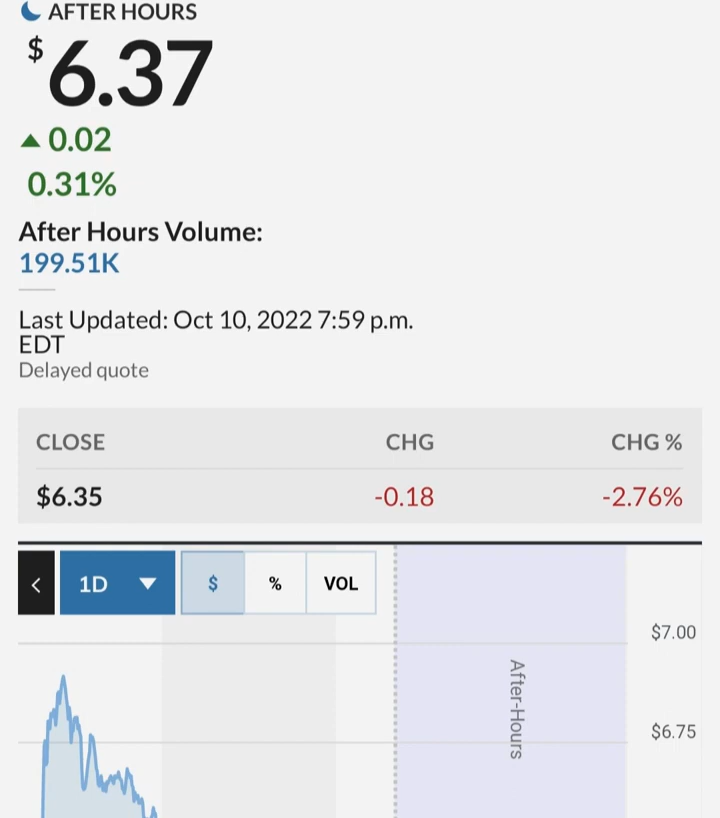 AFTER HOURS
$6.37
0.02
0.31%
After Hours Volume:
199.51K
Last Updated: Oct 10, 2022 7:59 p.m.
EDT
Delayed quote
CLOSE CHG CHG %
$6.35 -0.18 -2.76%
< 1D $ % VOL
$7.00
After-Hours
$6.75